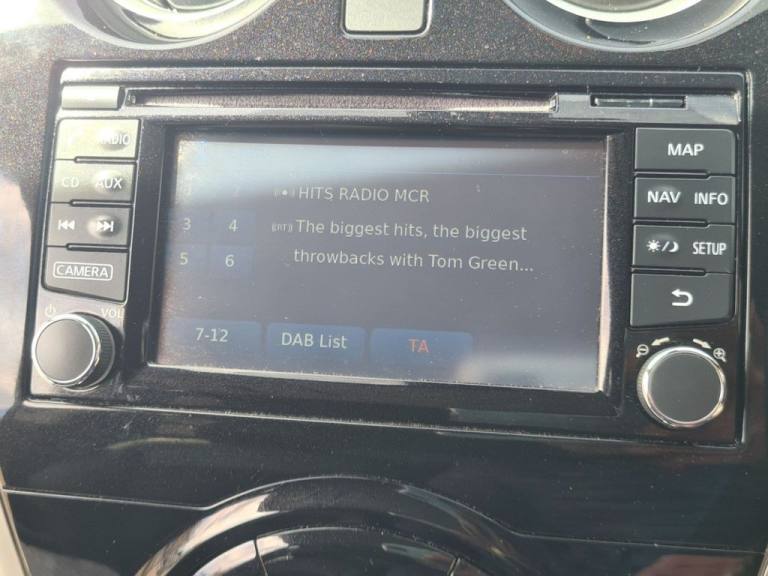 RADIO
MAP
CD AUX
HITS RADIO MCR
NAV INFO
3 4
The biggest hits, the biggest
throwbacks with Tom Green...
SETUP
5 6
CAMERA
VOL
7-12 DAB List TA